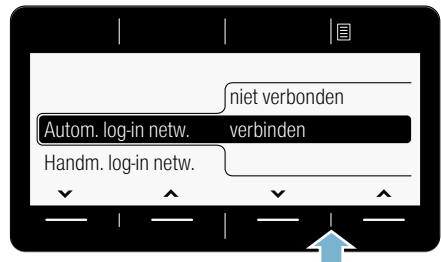 niet verbonden
Autom. log-in netw. verbinden
Handm. log-in netw.